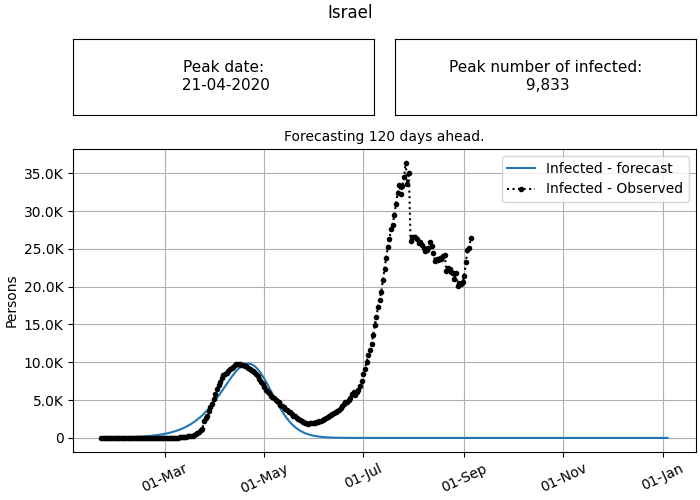 Israel
Peak date:
21-04-2020
Peak number of infected:
9,833
Forecasting 120 days ahead.
Infected - forecast
Infected - Observed
35.0K
30.0K
25.0K
20.0K
15.0K
10.0K
5.0K
0
Persons
01-Mar
01-May
01-Jul
01-Sep
01-Nov
01-Jan